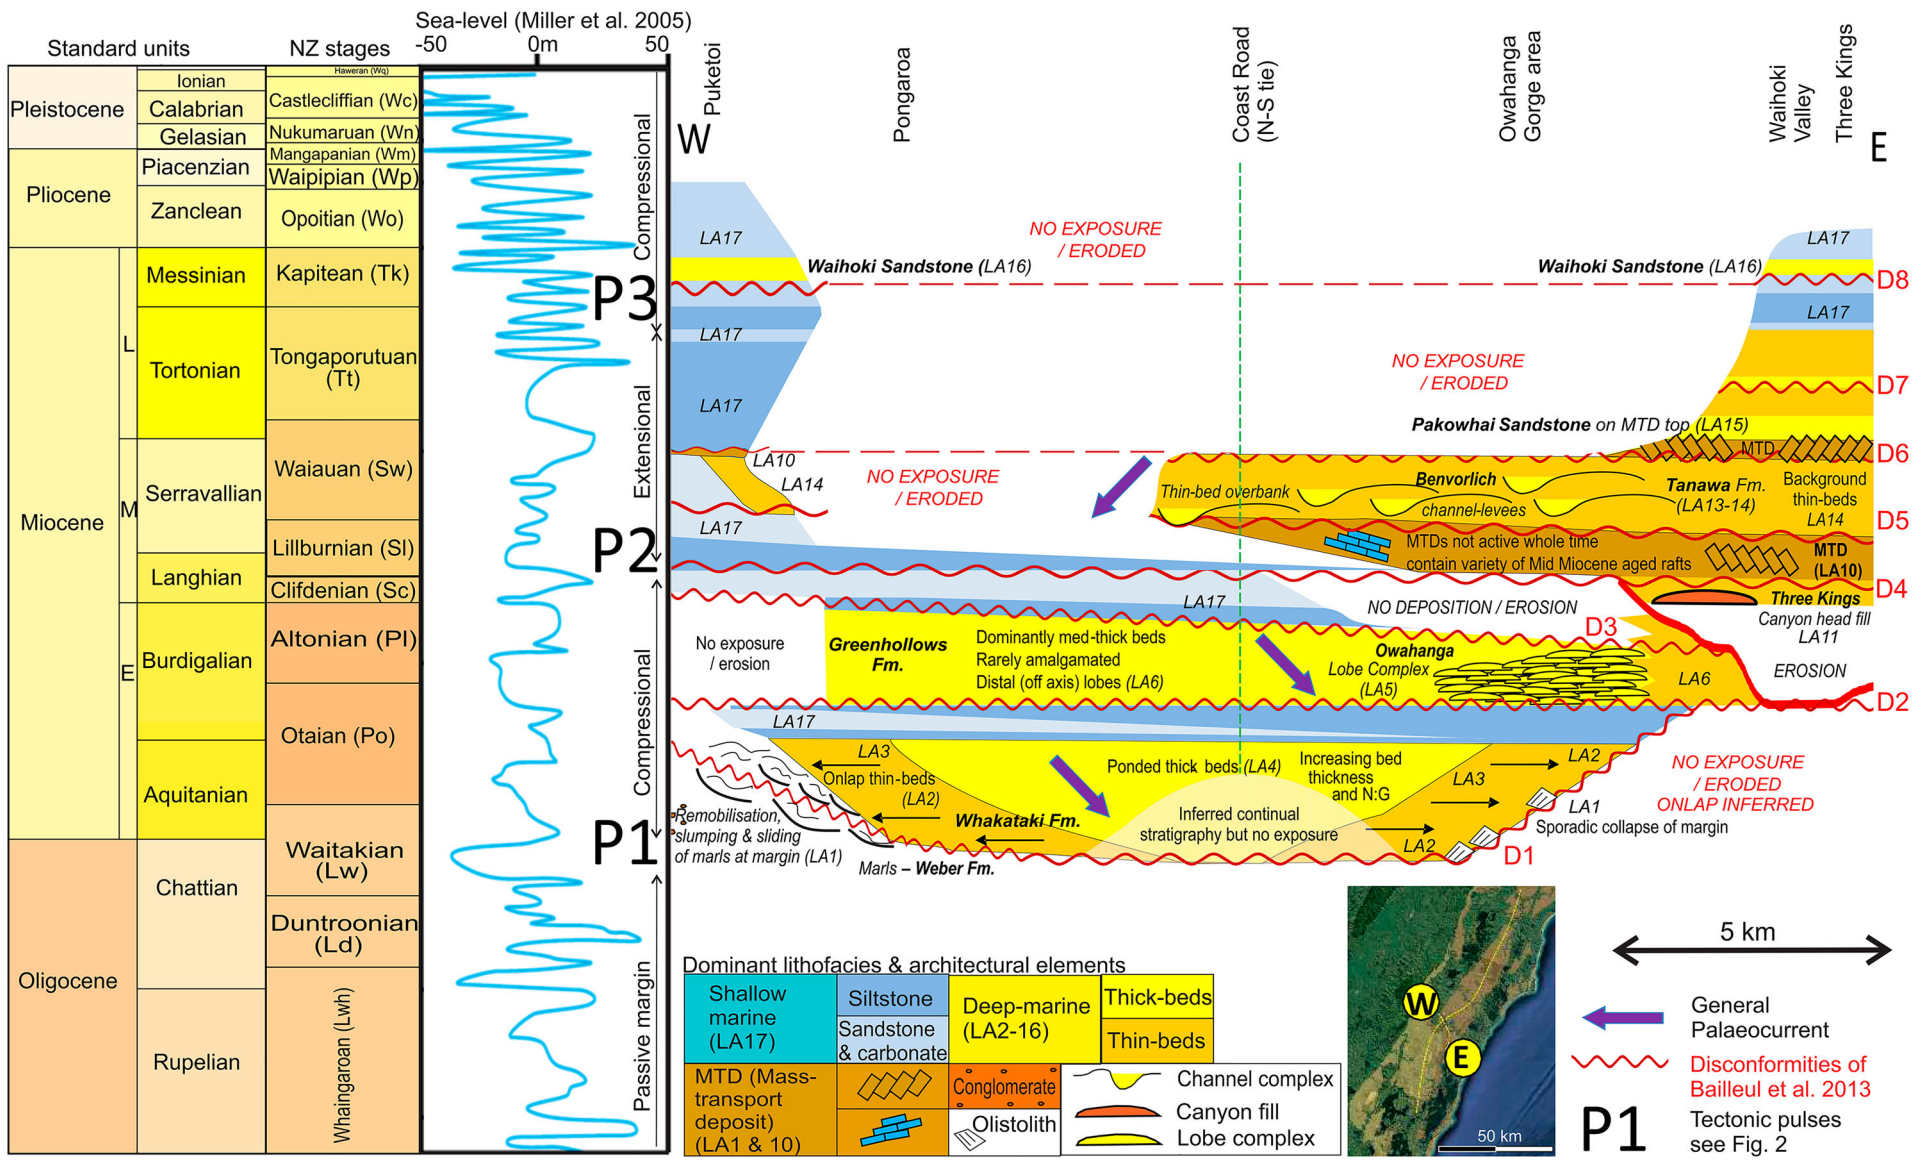 Sea-level (Miller et al. 2005)
Standard units
NZ stages
-50
0m
50
Pleistocene
Pliocene
Miocene
Oligocene
L
M
E
Ionian
Calabrian
Gelasian
Piacenzian
Zanclean
Messinian
Tortonian
Serravallian
Langhian
Burdigalian
Aquitanian
Chattian
Rupelian
Haweran (Wq)
Castlecliffian (Wc)
Nukumaruan (Wn)
Mangapanian (Wm)
Waipipian (Wp)
Opoitian (Wo)
Kapitean (Tk)
Tongaporutuan
(Tt)
Waiauan (Sw)
Lillburnian (Sl)
Clifdenian (Sc)
Altonian (Pl)
Otaian (Po)
Waitakian
(Lw)
Duntroonian
(Ld)
Whaingaroan (Lwh)
Compressional
P3
Extensional
P2
Compressional
P1
Passive margin
Puketoi
Pongaroa
Coast Road
(N-S tie)
Owahanga
Gorge area
Waihoki
Valley
Three Kings
W
E
LA17
NO EXPOSURE
/ ERODED
LA17
Waihoki Sandstone (LA16)
Waihoki Sandstone (LA16)
D8
LA17
LA17
NO EXPOSURE
/ ERODED
D7
LA17
Pakowhai Sandstone on MTD top (LA15)
MTD
D6
LA10
LA14
NO EXPOSURE
/ ERODED
Thin-bed overbank
Benvorlich
channel-levees
Tanawa Fm.
(LA13-14)
Background
thin-beds
LA14
D5
LA17
MTDs not active whole time
contain variety of Mid Miocene aged rafts
MTD
(LA10)
D4
LA17
NO DEPOSITION / EROSION
Three Kings
Canyon head fill
LA11
D3
No exposure
/ erosion
Greenhollows
Fm.
Dominantly med-thick beds
Rarely amalgamated
Distal (off axis) lobes (LA6)
Owahanga
Lobe Complex
(LA5)
LA6
EROSION
D2
LA17
LA3
Onlap thin-beds
(LA2)
Ponded thick beds (LA4)
Increasing bed
thickness
and N:G
LA3
LA2
NO EXPOSURE
/ ERODED
ONLAP INFERRED
Whakataki Fm.
Inferred continual
stratigraphy but no exposure
LA2
LA1
Sporadic collapse of margin
D1
Remobilisation,
slumping & sliding
of marls at margin (LA1)
Marls – Weber Fm.
Dominant lithofacies & architectural elements
Shallow
marine
(LA17)
Siltstone
Sandstone
& carbonate
Deep-marine
(LA2-16)
Thick-beds
Thin-beds
MTD (Mass-
transport
deposit)
(LA1 & 10)
Conglomerate
Olistolith
Channel complex
Canyon fill
Lobe complex
W
E
50 km
5 km
General
Palaeocurrent
Disconformities of
Bailleul et al. 2013
P1
Tectonic pulses
see Fig. 2